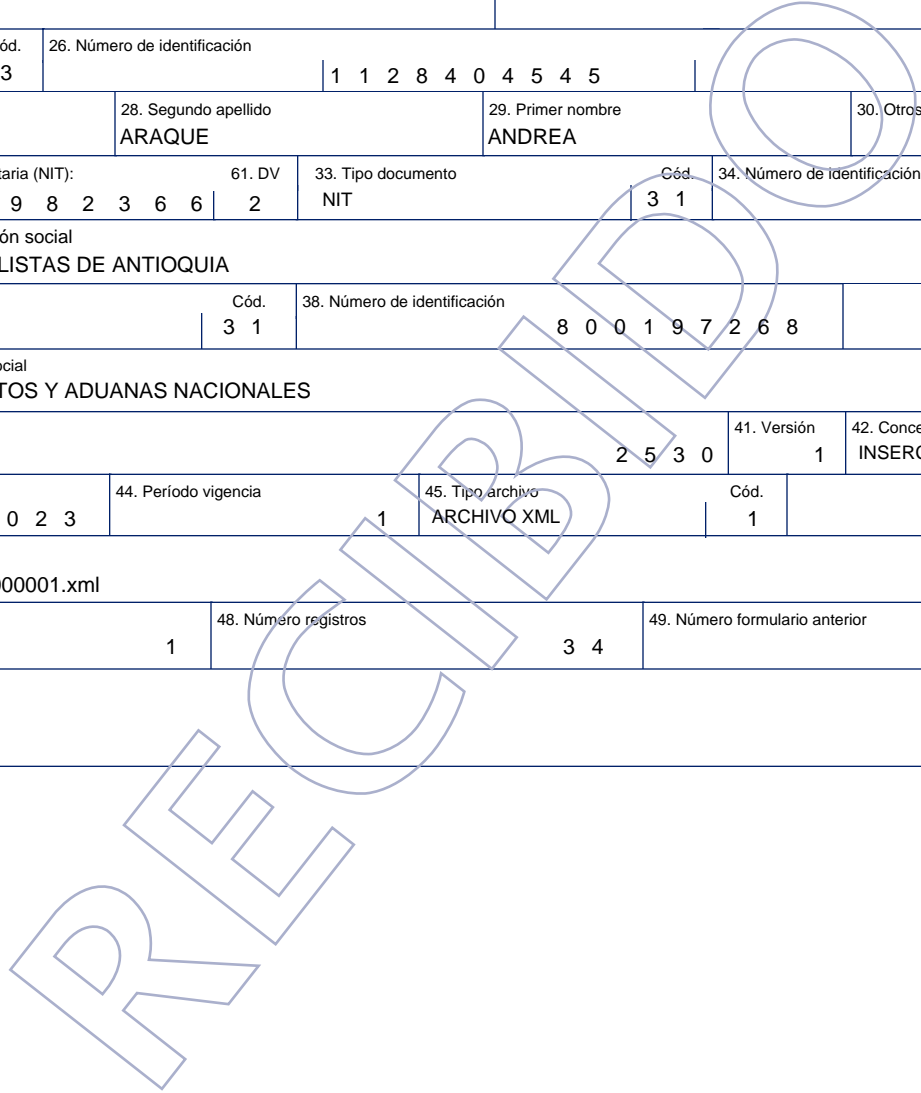 ód. 26. Número de identificación
3 1 1 2 8 4 0 4 5 4 5
28. Segundo apellido 29. Primer nombre 30. Otros
ARAQUE ANDREA
taria (NIT): 61. DV 33. Tipo documento Cód. 34. Número de identificación
9 8 2 3 6 6 2 NIT 3 1
ón social
LISTAS DE ANTIOQUIA
Cód. 38. Número de identificación
3 1 8 0 0 1 9 7 2 6 8
ocial
TOS Y ADUANAS NACIONALES
41. Versión 42. Conce
2 5 3 0 1 INSERC
44. Período vigencia 45. Tipo archivo Cód.
0 2 3 1 ARCHIVO XML 1
000001.xml
48. Número registros 49. Número formulario anterior
1 3 4
RECIBIDO